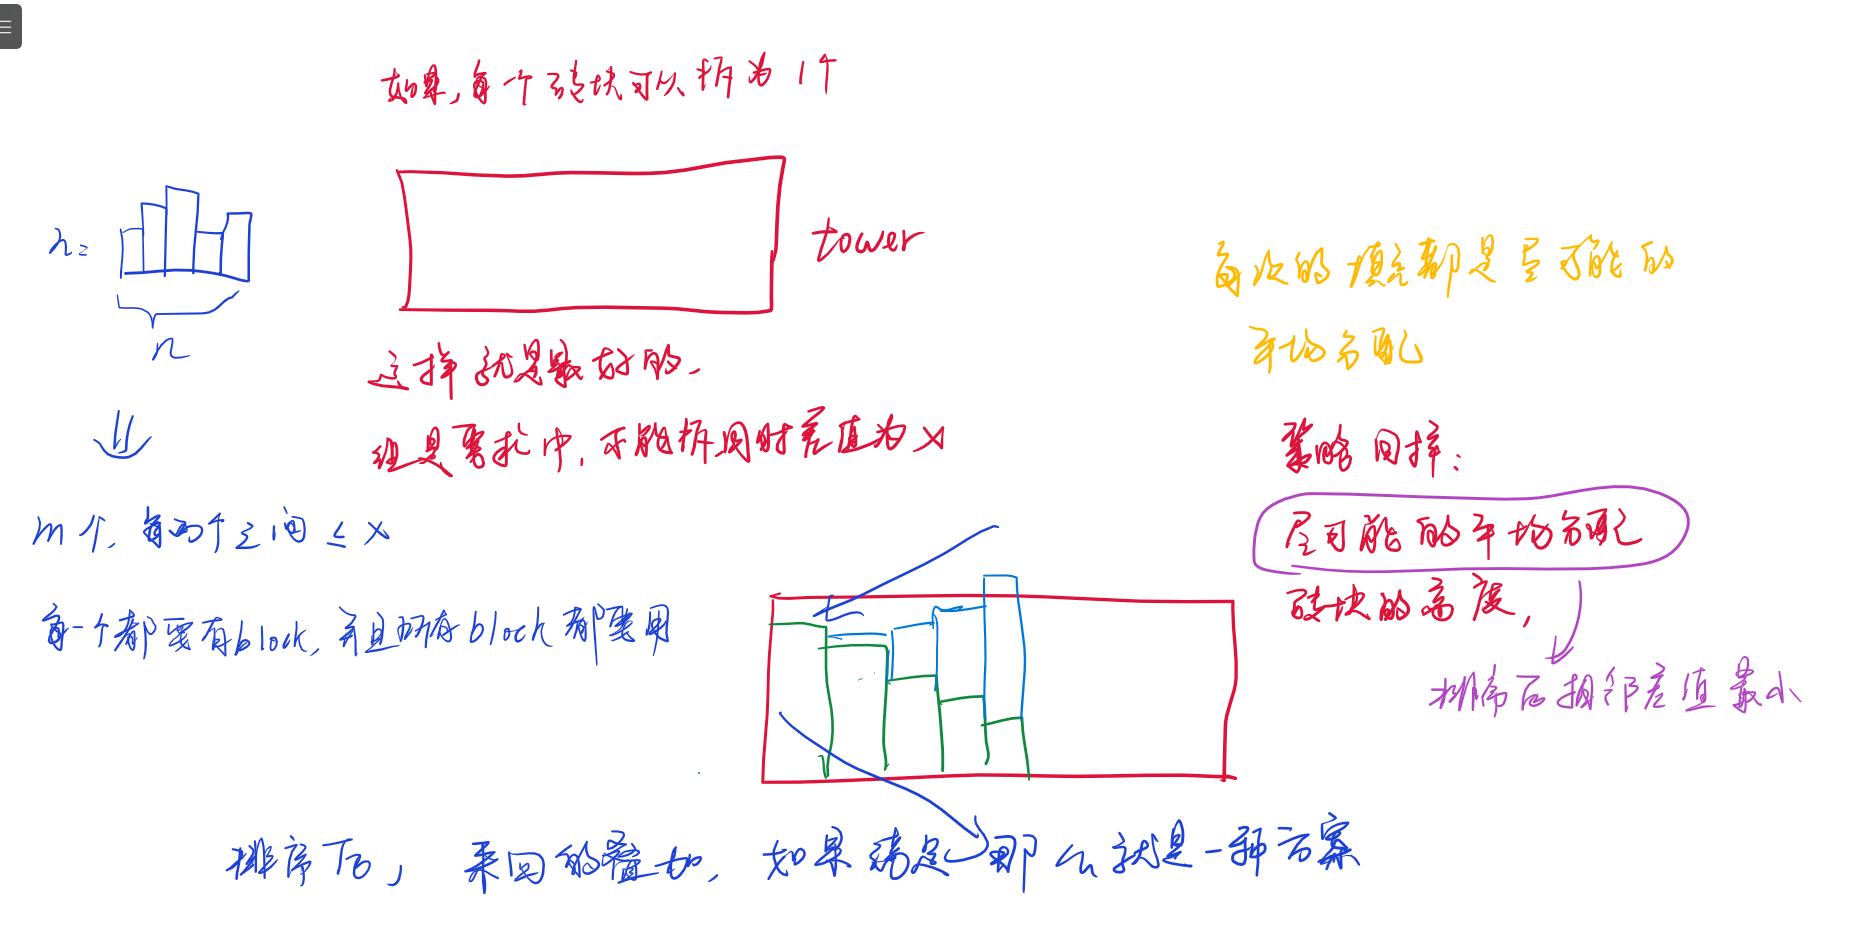 如果,每个砖块可以拆为1个
n=
n
tower
这样就是最好的.
但是要求中,不能拆同时差值为x
m个,每两个之间≤x
每一个都要有block,并且所有block都要用
每次的填充都是尽可能的
平均分配
策略回择:
尽可能的平均分配
砖块的高度,
排序后相邻差值最小
排序下后,来回的叠加,如果满足 那么就是一种方案